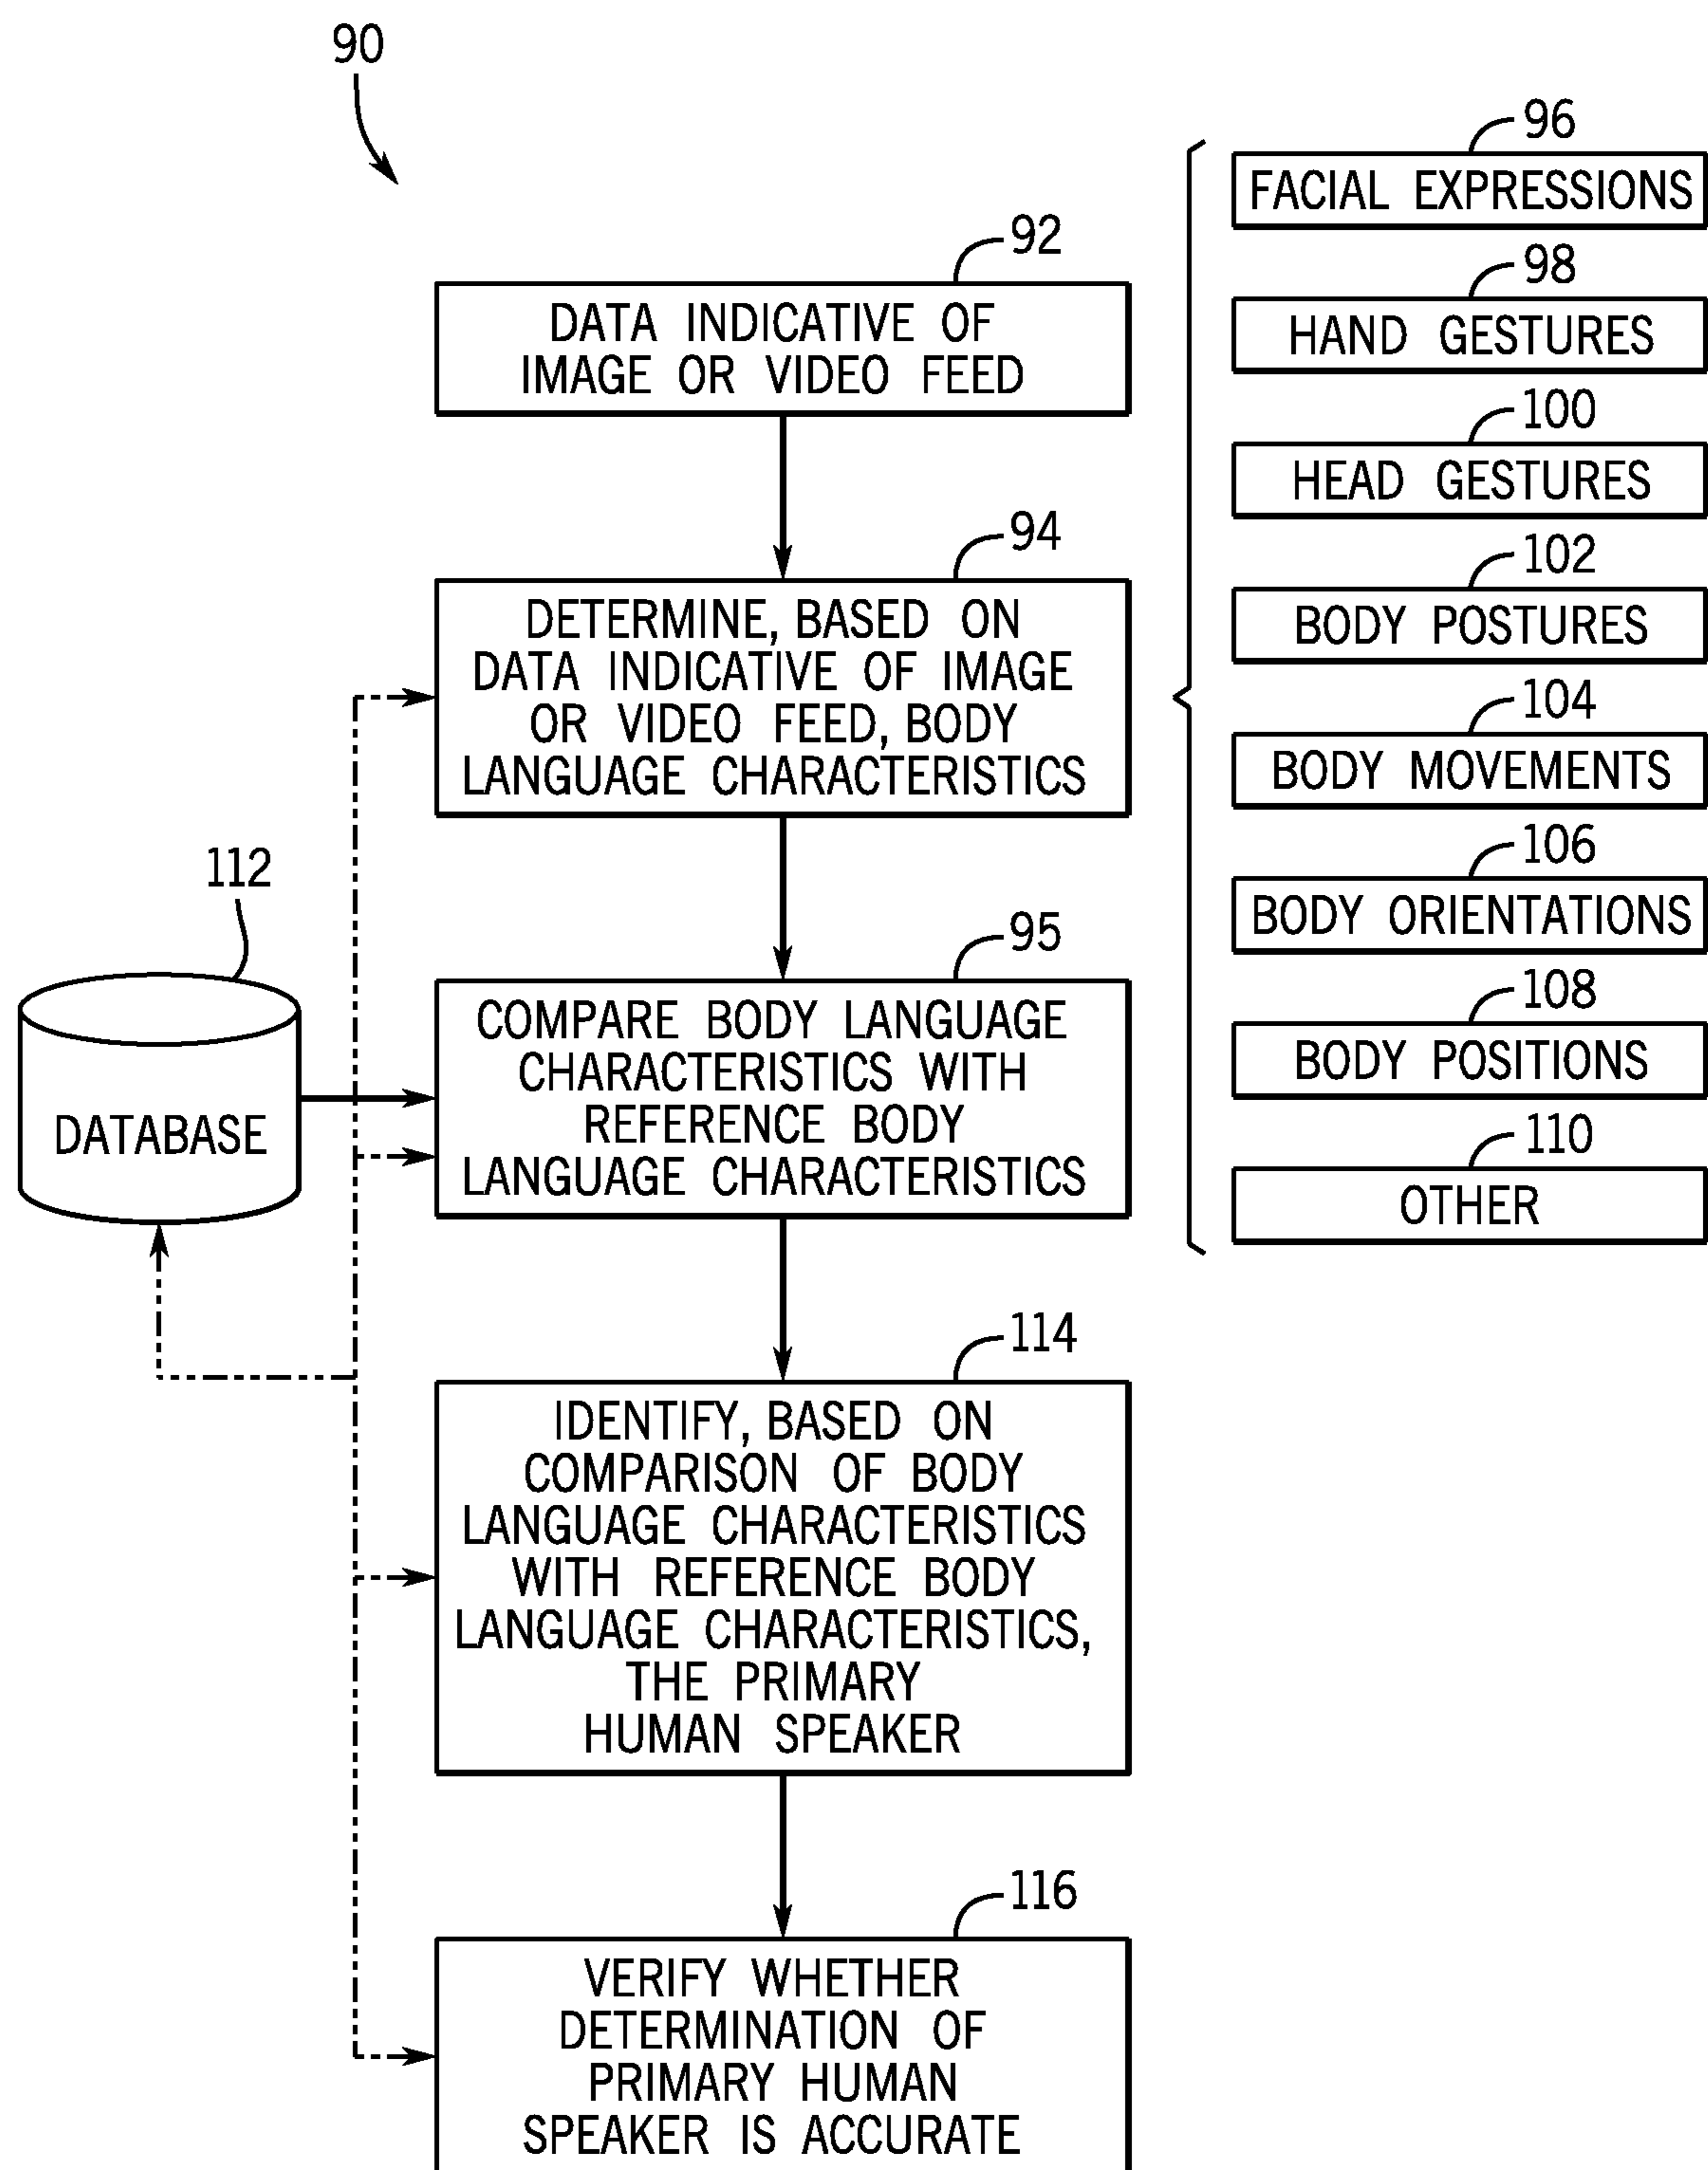 90
92
DATA INDICATIVE OF
IMAGE OR VIDEO FEED
94
DETERMINE, BASED ON
DATA INDICATIVE OF IMAGE
OR VIDEO FEED, BODY
LANGUAGE CHARACTERISTICS
96
FACIAL EXPRESSIONS
98
HAND GESTURES
100
HEAD GESTURES
102
BODY POSTURES
104
BODY MOVEMENTS
106
BODY ORIENTATIONS
108
BODY POSITIONS
110
OTHER
112
DATABASE
95
COMPARE BODY LANGUAGE
CHARACTERISTICS WITH
REFERENCE BODY
LANGUAGE CHARACTERISTICS
114
IDENTIFY, BASED ON
COMPARISON OF BODY
LANGUAGE CHARACTERISTICS
WITH REFERENCE BODY
LANGUAGE CHARACTERISTICS,
THE PRIMARY
HUMAN SPEAKER
116
VERIFY WHETHER
DETERMINATION OF
PRIMARY HUMAN
SPEAKER IS ACCURATE